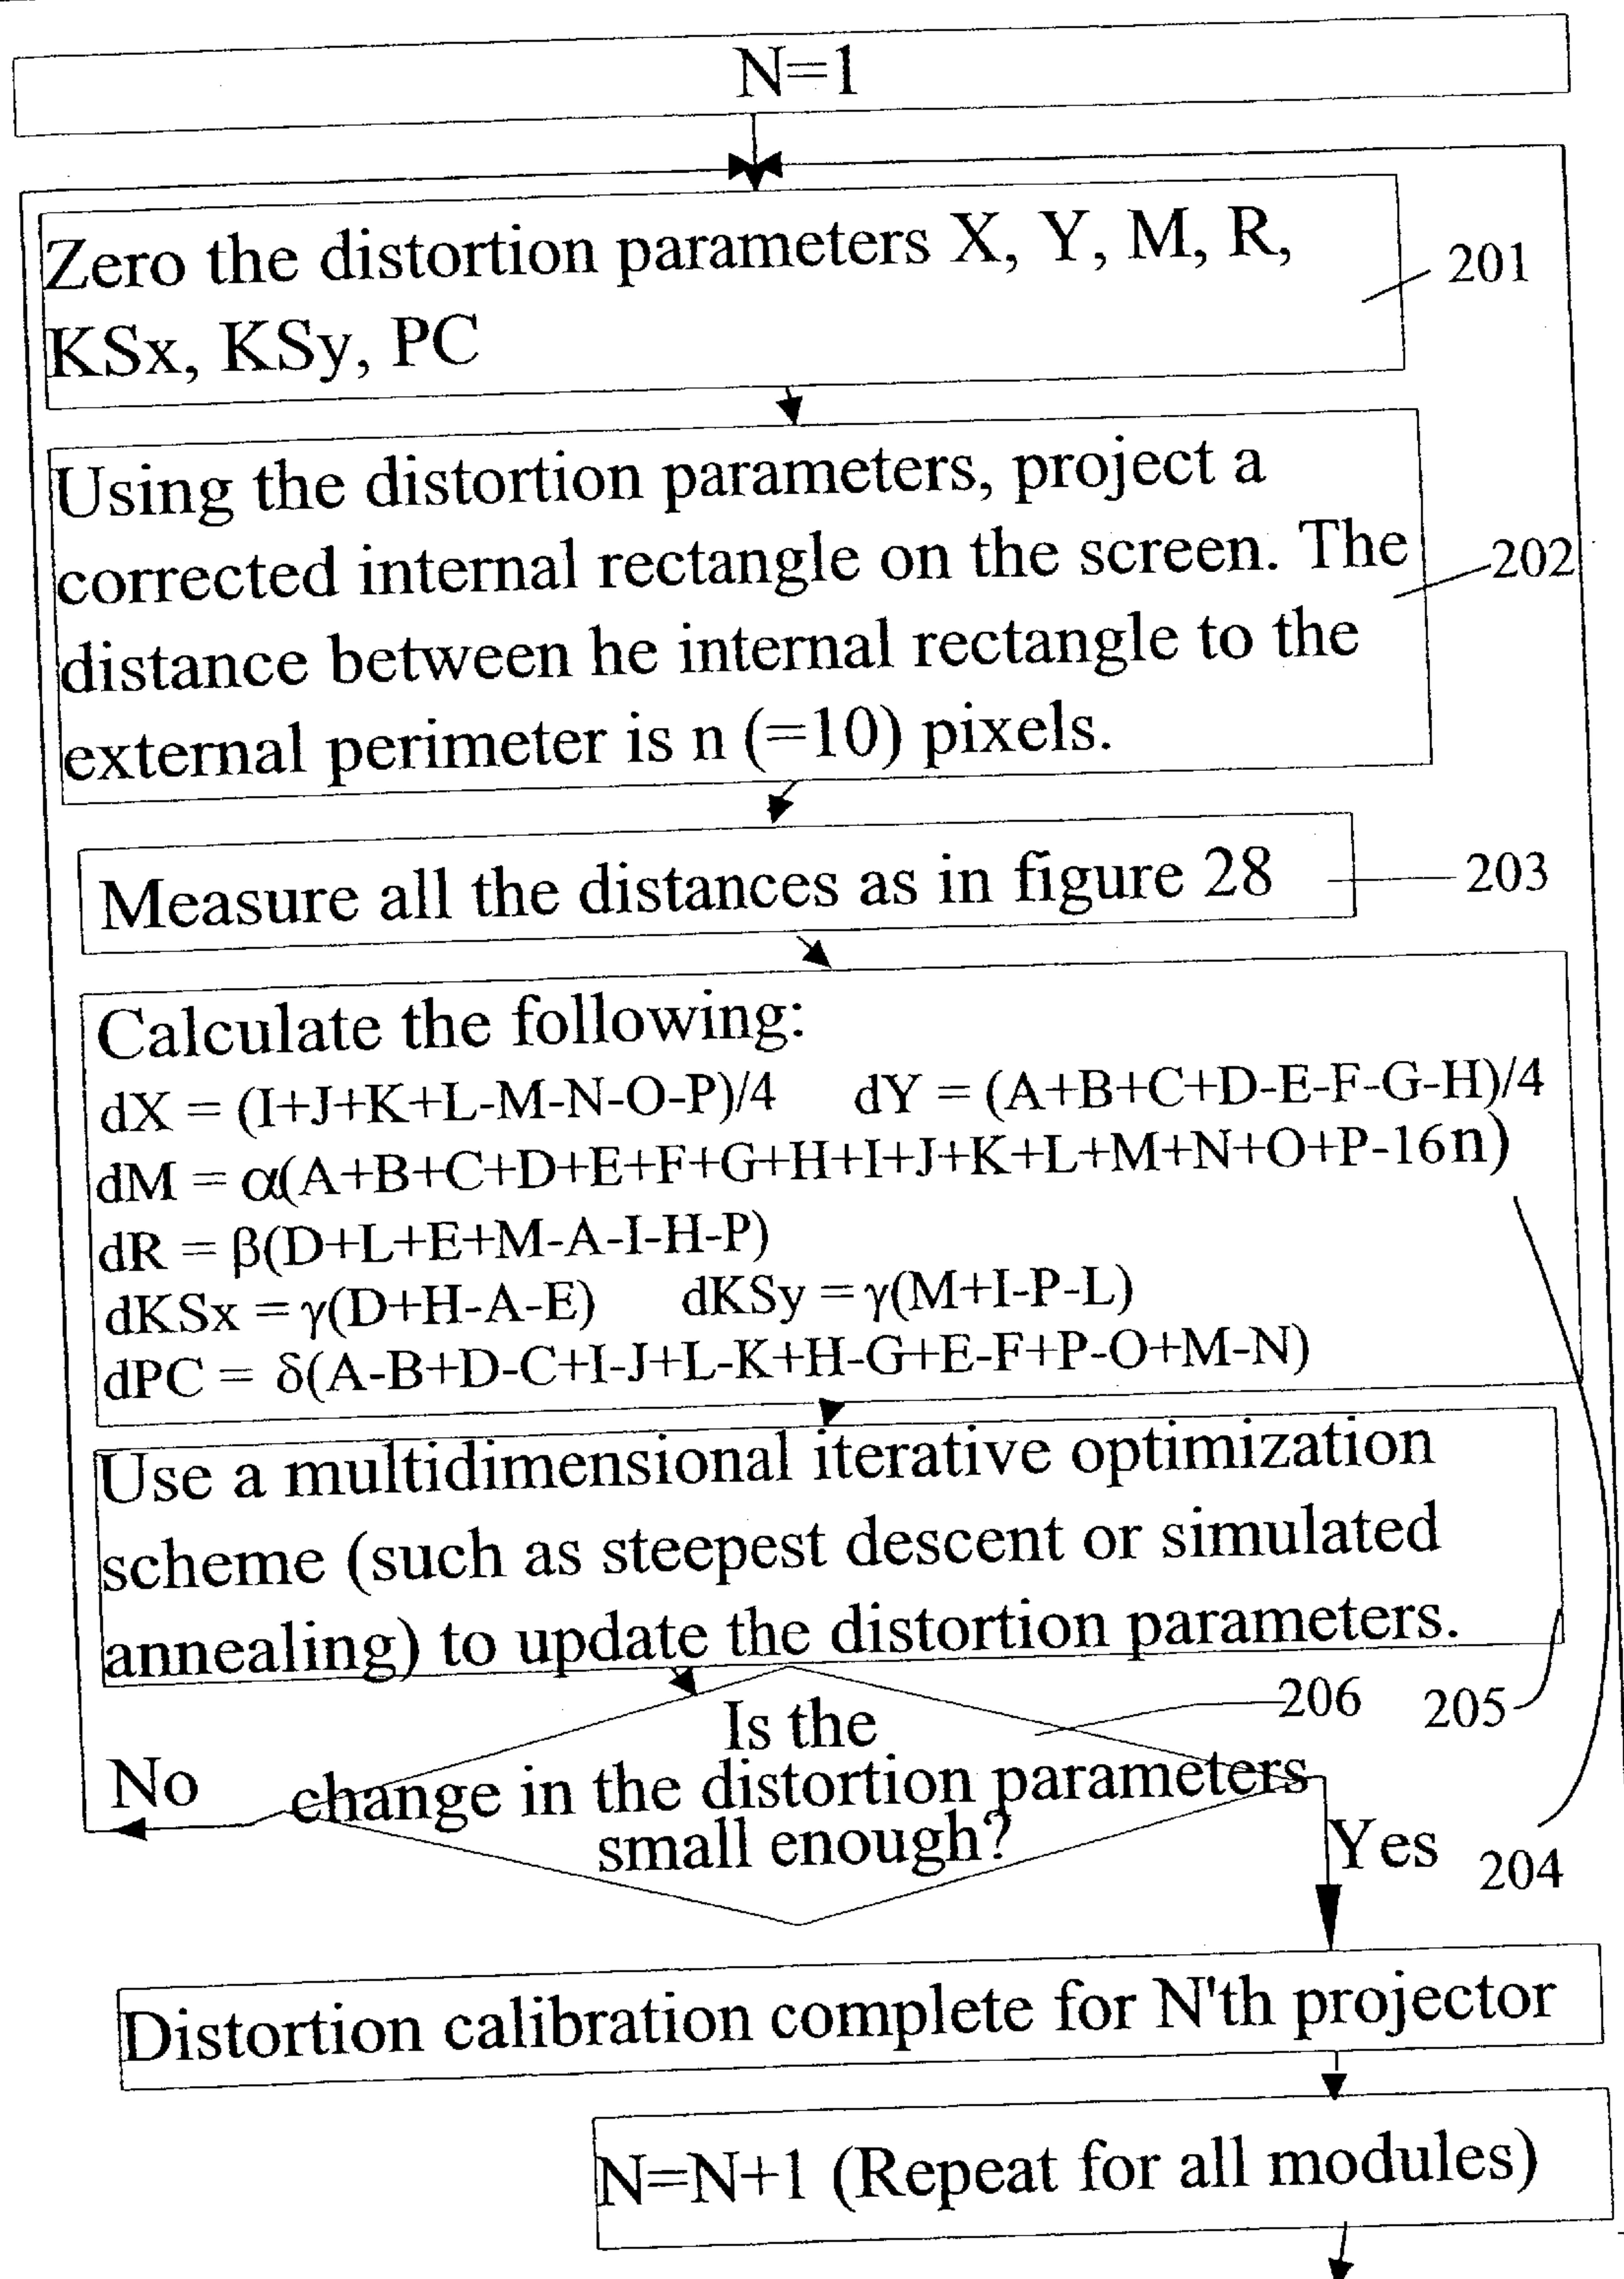 N=1
Zero the distortion parameters X, Y, M, R,
KSx, KSy, PC
201
Using the distortion parameters, project a
corrected internal rectangle on the screen. The
202
distance between he internal rectangle to the
external perimeter is n (=10) pixels.
Measure all the distances as in figure 28
203
Calculate the following:
dX = (I+J+K+L-M-N-O-P)/4 dY = (A+B+C+D-E-F-G-H)/4
dM = α(A+B+C+D+E+F+G+H+I+J+K+L+M+N+O+P-16n)
dR = β(D+L+E+M-A-I-H-P)
dKSx = γ(D+H-A-E) dKSy = γ(M+I-P-L)
dPC = δ(A-B+D-C+I-J+L-K+H-G+E-F+P-O+M-N)
Use a multidimensional iterative optimization
scheme (such as steepest descent or simulated
annealing) to update the distortion parameters.
206
205
Is the
change in the distortion parameters
small enough?
No
Yes
204
Distortion calibration complete for N'th projector
N=N+1 (Repeat for all modules)